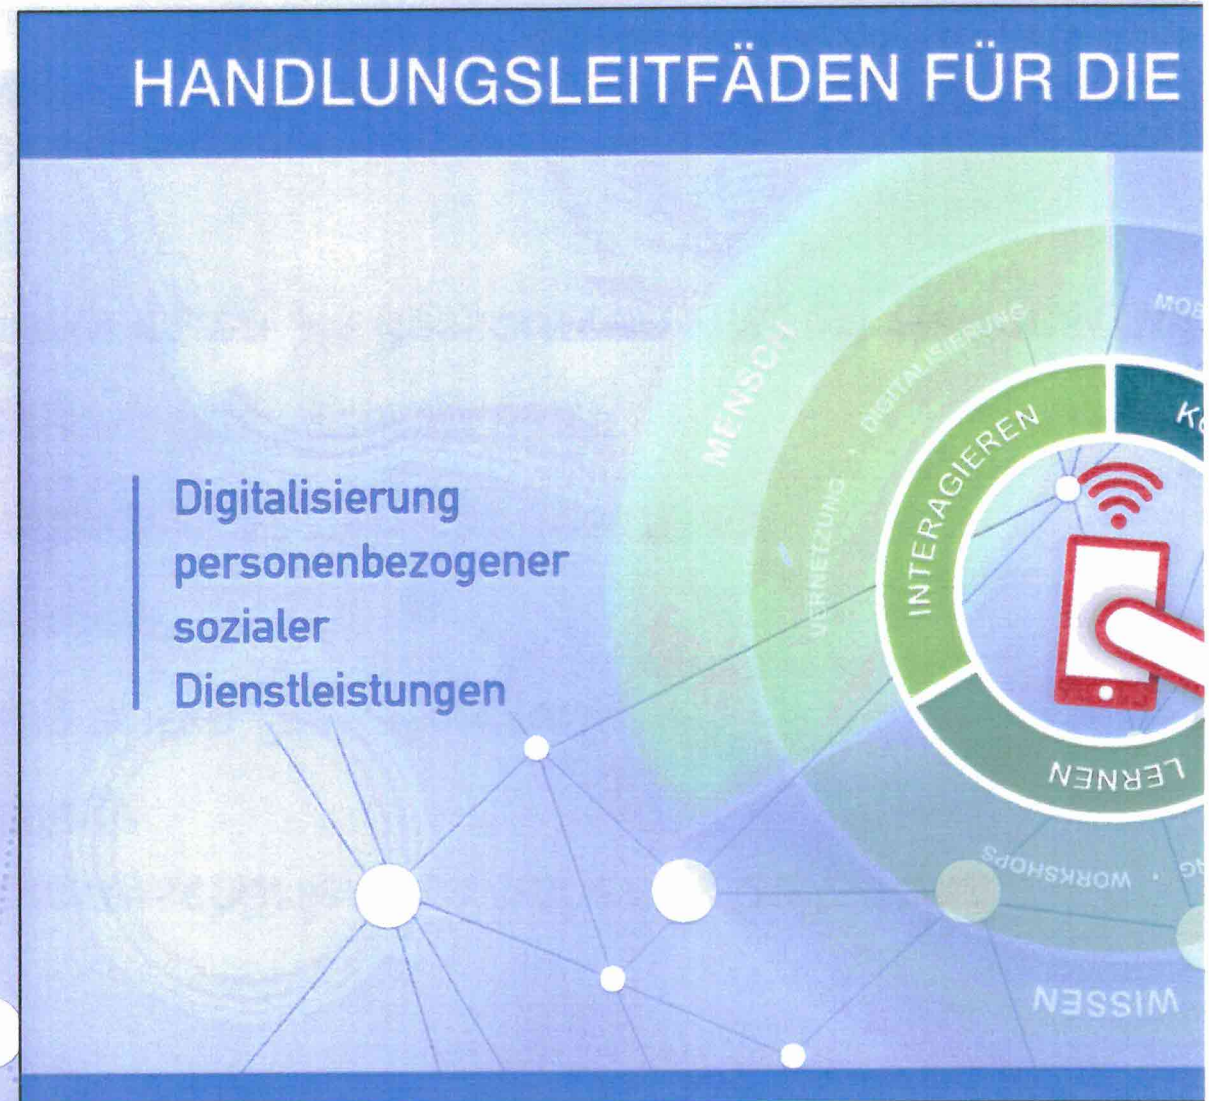 HANDLUNGSLEITFÄDEN FÜR DIE
MENSCH
DIGITALISIERUNG
VERNETZUNG
INTERAGIEREN
Digitalisierung
personenbezogener
sozialer
Dienstleistungen
LERNEN
WORKSHOPS
WISSEN